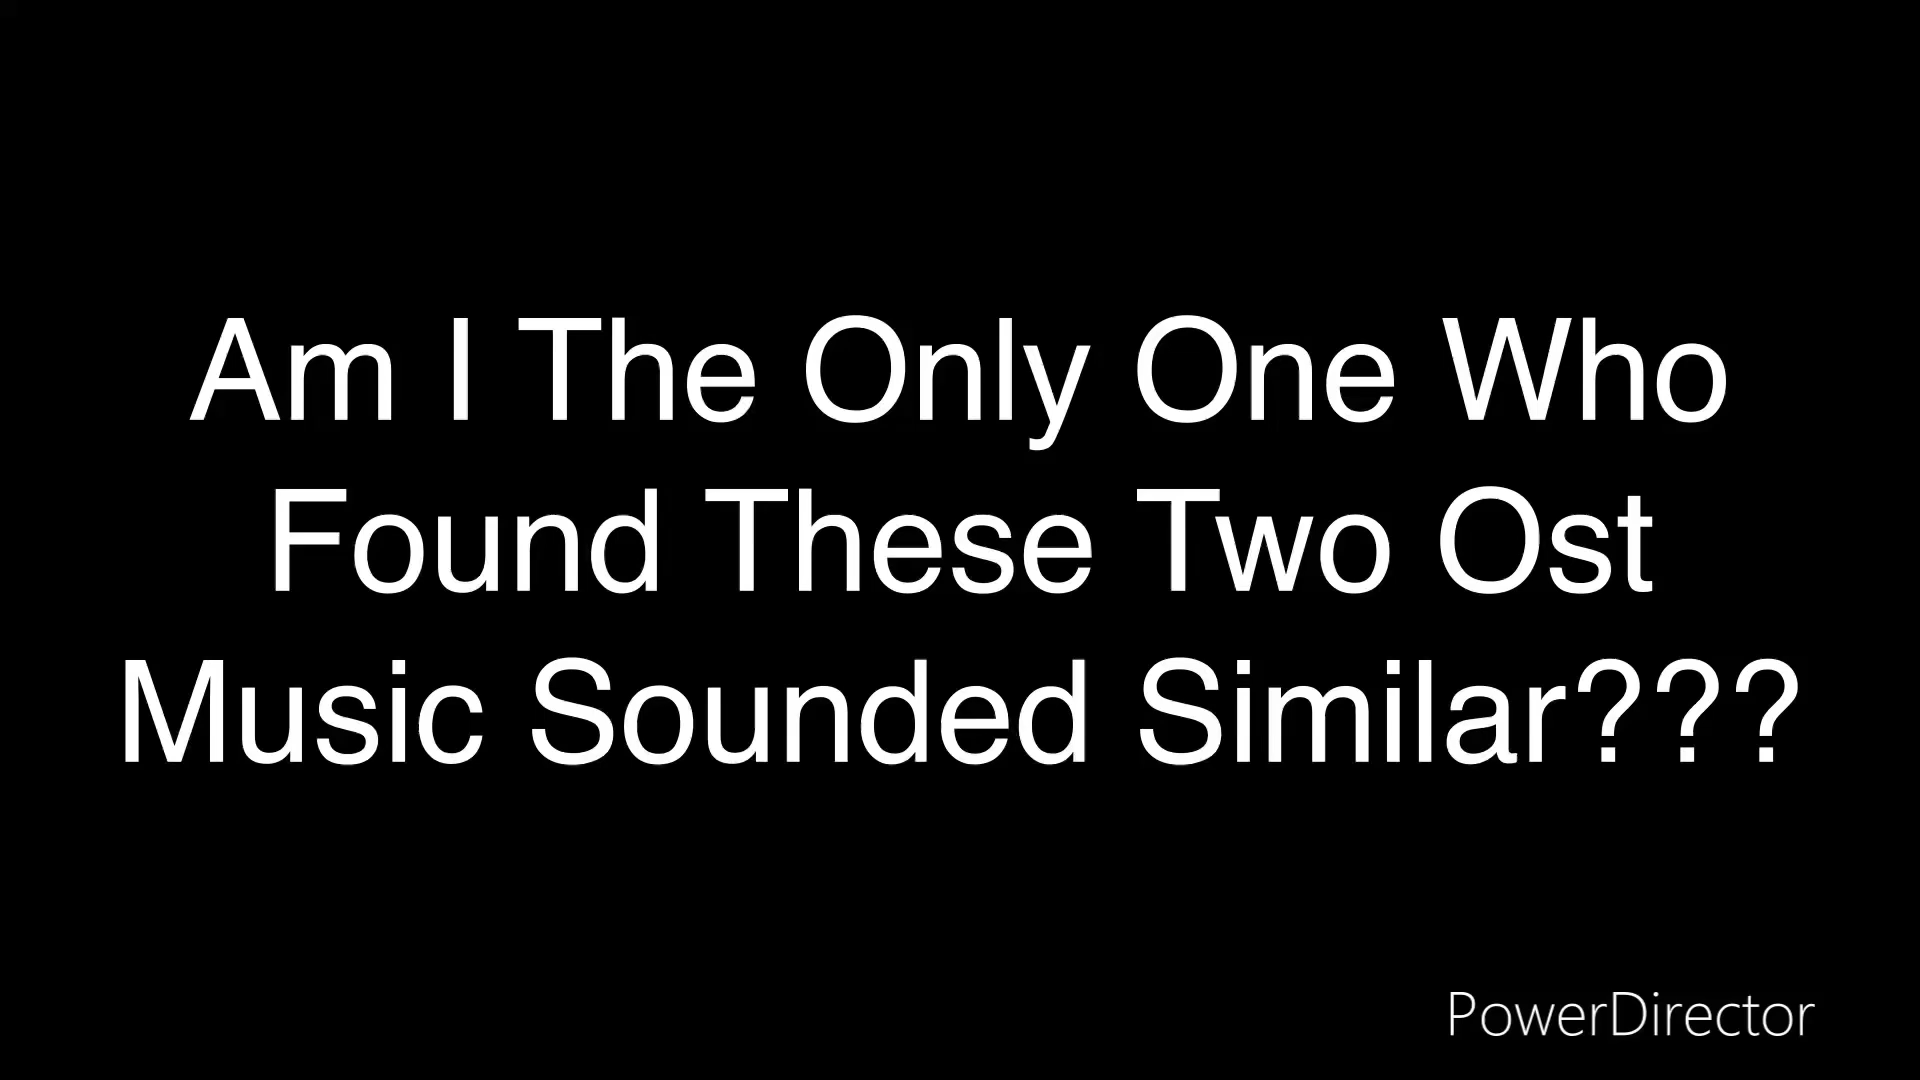 Am I The Only One Who
Found These Two Ost
Music Sounded Similar???
PowerDirector